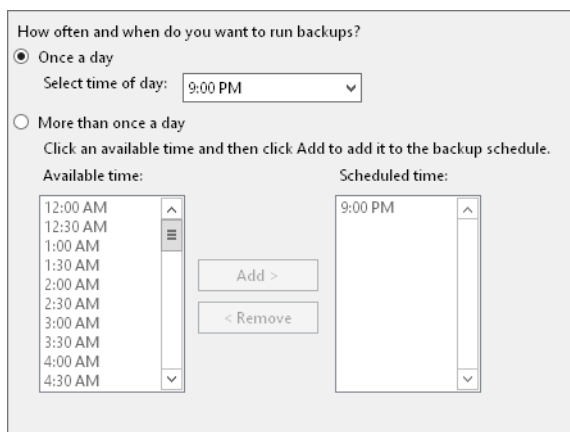 How often and when do you want to run backups?
Once a day
Select time of day: 9:00 PM
More than once a day
Click an available time and then click Add to add it to the backup schedule.
Available time: Scheduled time:
12:00 AM 9:00 PM
12:30 AM
1:00 AM
1:30 AM
2:00 AM
2:30 AM
3:00 AM
3:30 AM
4:00 AM
4:30 AM
Add >
< Remove